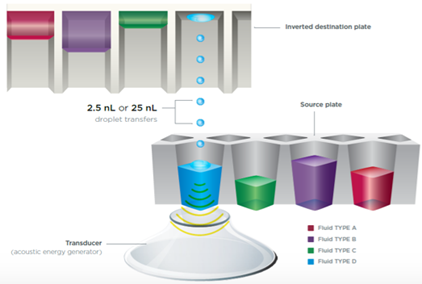 Inverted destination plate
2.5 nL or 25 nL
droplet transfers
Source plate
Transducer
(acoustic energy generator)
Fluid TYPE A
Fluid TYPE B
Fluid TYPE C
Fluid TYPE D